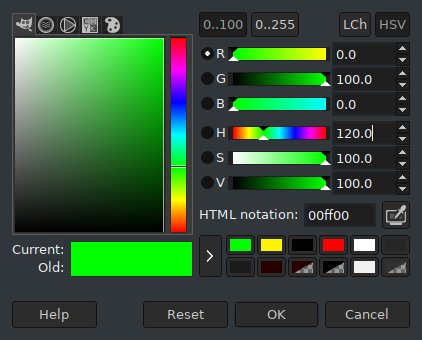 0..100 0..255 LCh HSV
R 0.0
G 100.0
B 0.0
H 120.0
S 100.0
V 100.0
HTML notation: 00ff00
Current:
Old:
Help Reset OK Cancel